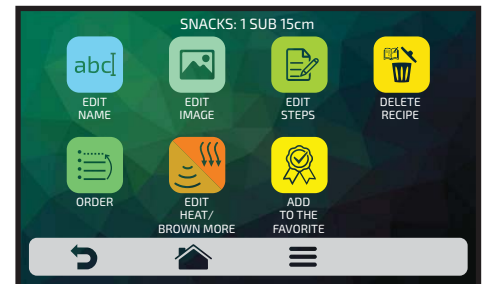 SNACKS: 1 SUB 15cm
abc
EDIT
NAME
EDIT
IMAGE
EDIT
STEPS
DELETE
RECIPE
ORDER
EDIT
HEAT/
BROWN MORE
ADD
TO THE
FAVORITE